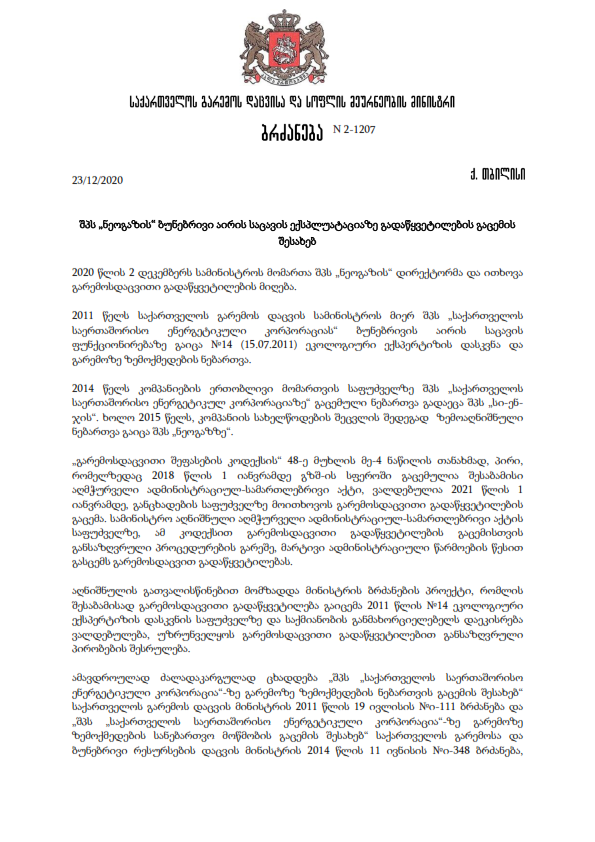 საქართველოს გარემოს დაცვისა და სოფლის მეურნეობის მინისტრი
ბრძანება N 2-1207
ქ. თბილისი
23/12/2020
შპს „ნეოგაზის“ ბუნებრივი აირის საცავის ექსპლუატაციაზე გადაწყვეტილების გაცემის
შესახებ
2020 წლის 2 დეკემბერს სამინისტროს მომართა შპს „ნეოგაზის“ დირექტორმა და ითხოვა
გარემოსდაცვითი გადაწყვეტილების მიღება.
2011 წელს საქართველოს გარემოს დაცვის სამინისტროს მიერ შპს „საქართველოს
საერთაშორისო ენერგეტიკული კორპორაციას“ ბუნებრივის აირის საცავის
ფუნქციონირებაზე გაიცა №14 (15.07.2011) ეკოლოგიური ექსპერტიზის დასკვნა და
გარემოზე ზემოქმედების ნებართვა.
2014 წელს კომპანიების ერთობლივი მომართვის საფუძველზე შპს „საქართველოს
საერთაშორისო ენერგეტიკულ კორპორაციაზე“ გაცემული ნებართვა გადაეცა შპს „სი-ენ-
ჯის“. ხოლო 2015 წელს, კომპანიის სახელწოდების შეცვლის შედეგად ზემოაღნიშნული
ნებართვა გაიცა შპს „ნეოგაზზე“.
„გარემოსდაცვითი შეფასების კოდექსის“ 48-ე მუხლის მე-4 ნაწილის თანახმად, პირი,
რომელზედაც 2018 წლის 1 იანვრამდე გზშ-ის სფეროში გაცემულია შესაბამისი
აღმჭურველი ადმინისტრაციულ-სამართლებრივი აქტი, ვალდებულია 2021 წლის 1
იანვრამდე, განცხადების საფუძველზე მოითხოვოს გარემოსდაცვითი გადაწყვეტილების
გაცემა. სამინისტრო აღნიშნული აღმჭურველი ადმინისტრაციულ-სამართლებრივი აქტის
საფუძველზე, ამ კოდექსით გარემოსდაცვითი გადაწყვეტილების გაცემისთვის
განსაზღვრული პროცედურების გარეშე, მარტივი ადმინისტრაციული წარმოების წესით
გასცემს გარემოსდაცვით გადაწყვეტილებას.
აღნიშნულის გათვალისწინებით მომზადდა მინისტრის ბრძანების პროექტი, რომლის
შესაბამისად გარემოსდაცვითი გადაწყვეტილება გაიცემა 2011 წლის №14 ეკოლოგიური
ექსპერტიზის დასკვნის საფუძველზე და საქმიანობის განმახორციელებელს დაეკისრება
ვალდებულება, უზრუნველყოს გარემოსდაცვითი გადაწყვეტილებით განსაზღვრული
პირობების შესრულება.
ამავდროულად ძალადაკარგულად ცხადდება „შპს „საქართველოს საერთაშორისო
ენერგეტიკული კორპორაცია“-ზე გარემოზე ზემოქმედების ნებართვის გაცემის შესახებ“
საქართველოს გარემოს დაცვის მინისტრის 2011 წლის 19 ივლისის №ი-111 ბრძანება და
„შპს „საქართველოს საერთაშორისო ენერგეტიკული კორპორაცია“-ზე გარემოზე
ზემოქმედების სანებართვო მოწმობის გაცემის შესახებ“ საქართველოს გარემოსა და
ბუნებრივი რესურსების დაცვის მინისტრის 2014 წლის 11 ივნისის №ი-348 ბრძანება,